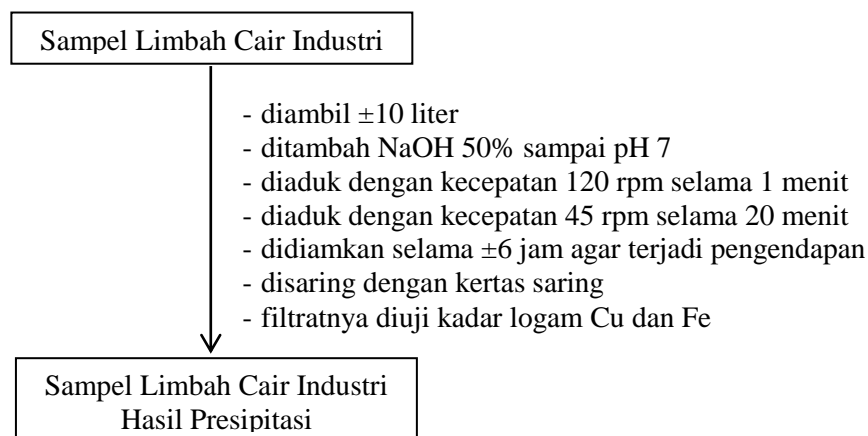 Sampel Limbah Cair Industri
- diambil ±10 liter
- ditambah NaOH 50% sampai pH 7
- diaduk dengan kecepatan 120 rpm selama 1 menit
- diaduk dengan kecepatan 45 rpm selama 20 menit
- didiamkan selama ±6 jam agar terjadi pengendapan
- disaring dengan kertas saring
- filtratnya diuji kadar logam Cu dan Fe
Sampel Limbah Cair Industri
Hasil Presipitasi